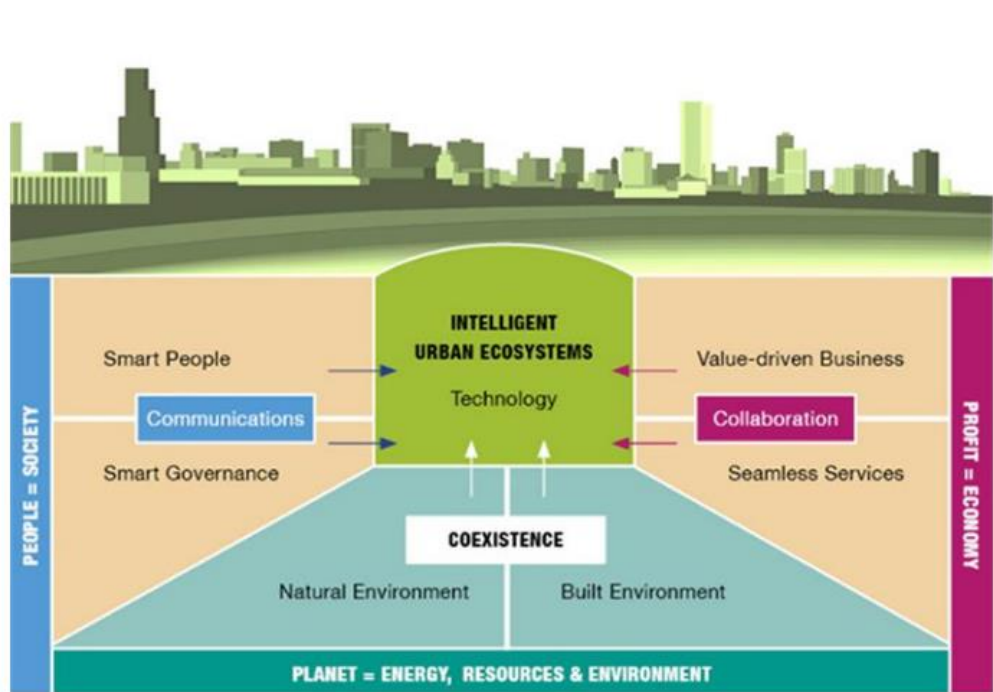 INTELLIGENT
URBAN ECOSYSTEMS
Technology
Smart People
Communications
Smart Governance
Value-driven Business
Collaboration
Seamless Services
COEXISTENCE
Natural Environment
Built Environment
PEOPLE = SOCIETY
PROFIT = ECONOMY
PLANET = ENERGY, RESOURCES & ENVIRONMENT